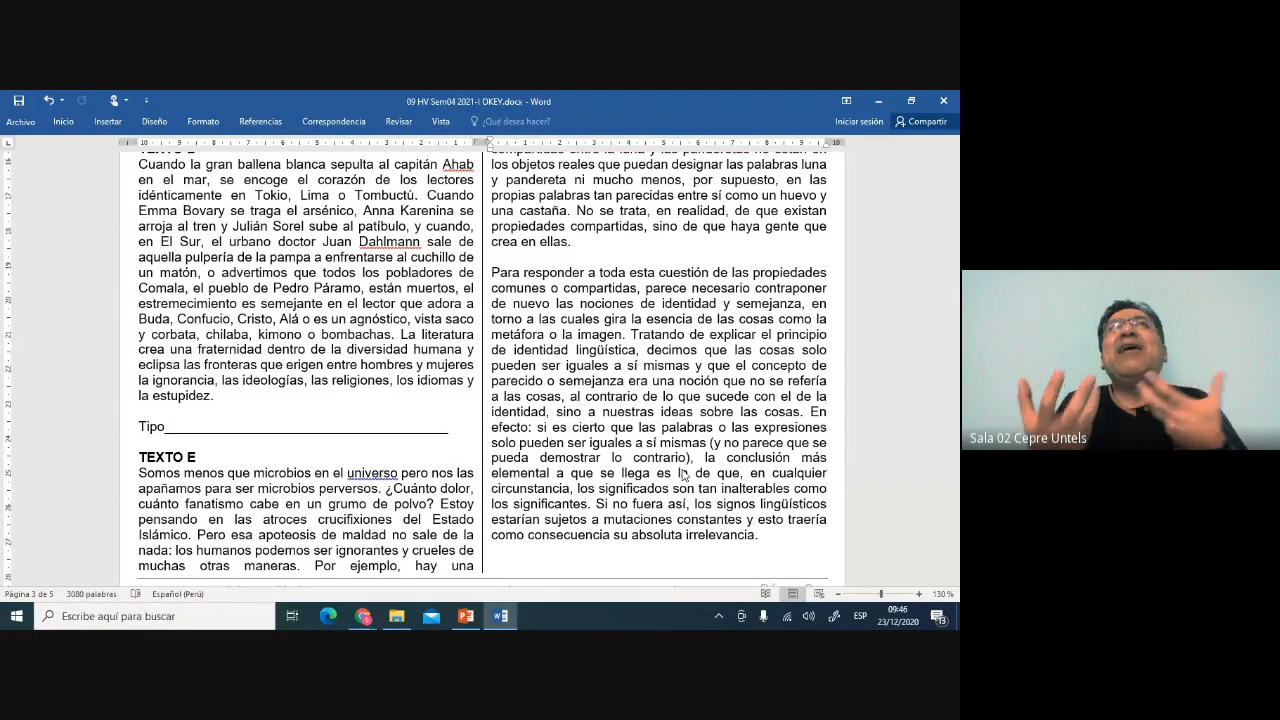 09 HV Sem04 2021-I OKEY.docx - Word
Archivo Inicio Insertar Diseño Formato Referencias Correspondencia Revisar Vista ¿Qué desea hacer? Iniciar sesión Compartir
Cuando la gran ballena blanca sepulta al capitán Ahab
en el mar, se encoge el corazón de los lectores
idénticamente en Tokio, Lima o Tombuctú. Cuando
Emma Bovary se traga el arsénico, Anna Karenina se
arroja al tren y Julián Sorel sube al patíbulo, y cuando,
en El Sur, el urbano doctor Juan Dahlmann sale de
aquella pulpería de la pampa a enfrentarse al cuchillo de
un matón, o advertimos que todos los pobladores de
Comala, el pueblo de Pedro Páramo, están muertos, el
estremecimiento es semejante en el lector que adora a
Buda, Confucio, Cristo, Alá o es un agnóstico, vista saco
y corbata, chilaba, kimono o bombachas. La literatura
crea una fraternidad dentro de la diversidad humana y
eclipsa las fronteras que erigen entre hombres y mujeres
la ignorancia, las ideologías, las religiones, los idiomas y
la estupidez.
Tipo
TEXTO E
Somos menos que microbios en el universo pero nos las
apañamos para ser microbios perversos. ¿Cuánto dolor,
cuánto fanatismo cabe en un grumo de polvo? Estoy
pensando en las atroces crucifixiones del Estado
Islámico. Pero esa apoteosis de maldad no sale de la
nada: los humanos podemos ser ignorantes y crueles de
muchas otras maneras. Por ejemplo, hay una
los objetos reales que puedan designar las palabras luna
y pandereta ni mucho menos, por supuesto, en las
propias palabras tan parecidas entre sí como un huevo y
una castaña. No se trata, en realidad, de que existan
propiedades compartidas, sino de que haya gente que
crea en ellas.
Para responder a toda esta cuestión de las propiedades
comunes o compartidas, parece necesario contraponer
de nuevo las nociones de identidad y semejanza, en
torno a las cuales gira la esencia de las cosas como la
metáfora o la imagen. Tratando de explicar el principio
de identidad lingüística, decimos que las cosas solo
pueden ser iguales a sí mismas y que el concepto de
parecido o semejanza era una noción que no se refería
a las cosas, al contrario de lo que sucede con el de la
identidad, sino a nuestras ideas sobre las cosas. En
efecto: si es cierto que las palabras o las expresiones
solo pueden ser iguales a sí mismas (y no parece que se
pueda demostrar lo contrario), la conclusión más
elemental a que se llega es la de que, en cualquier
circunstancia, los significados son tan inalterables como
los significantes. Si no fuera así, los signos lingüísticos
estarían sujetos a mutaciones constantes y esto traería
como consecuencia su absoluta irrelevancia.
Página 3 de 5 3080 palabras Español (Perú) 130 %
Escribe aquí para buscar ESP 09:46
23/12/2020
13
Sala 02 Cepre Untels